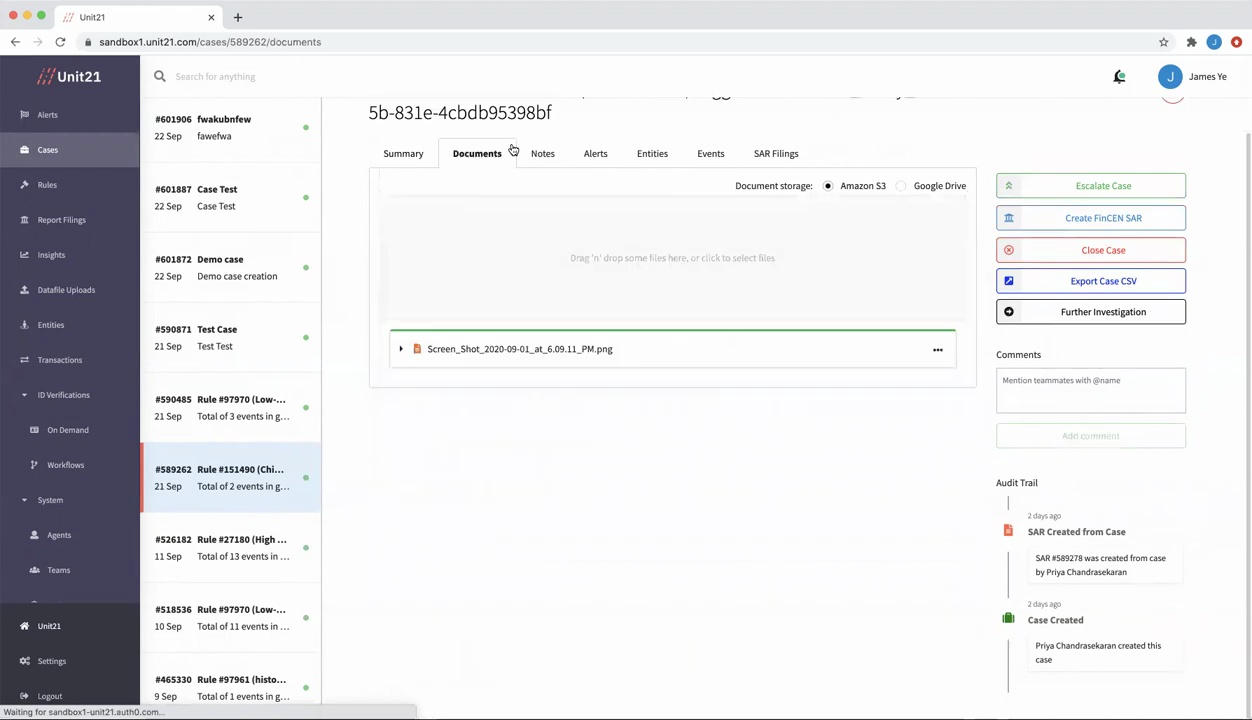 Unit21
sandbox1.unit21.com/cases/589262/documents
Unit21
Search for anything
J
J
James Ye
Alerts
Cases
Rules
Report Filings
Insights
Datafile Uploads
Entities
Transactions
ID Verifications
On Demand
Workflows
System
Agents
Teams
Unit21
Settings
Logout
Waiting for sandbox1-unit21.auth0.com...
#601906 fwakubnfew
22 Sep fawefwa
#601887 Case Test
22 Sep Case Test
#601872 Demo case
22 Sep Demo case creation
#590871 Test Case
21 Sep Test Test
#590485 Rule #97970 (Low-...
21 Sep Total of 3 events in g...
#589262 Rule #151490 (Chi...
21 Sep Total of 2 events in g...
#526182 Rule #27180 (High ...
11 Sep Total of 13 events in ...
#518536 Rule #97970 (Low-...
10 Sep Total of 11 events in ...
#465330 Rule #97961 (histo...
9 Sep Total of 1 events in g...
5b-831e-4cbdb95398bf
Summary Documents Notes Alerts Entities Events SAR Filings
Document storage: Amazon S3 Google Drive
Drag 'n' drop some files here, or click to select files
Screen_Shot_2020-09-01_at_6.09.11_PM.png
Escalate Case
Create FinCEN SAR
Close Case
Export Case CSV
Further Investigation
Comments
Mention teammates with @name
Add comment
Audit Trail
2 days ago
SAR Created from Case
SAR #589278 was created from case
by Priya Chandrasekaran
2 days ago
Case Created
Priya Chandrasekaran created this
case